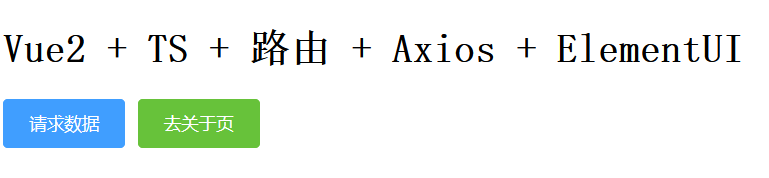 Vue2 + TS + 路由 + Axios + ElementUI
请求数据 去关于页